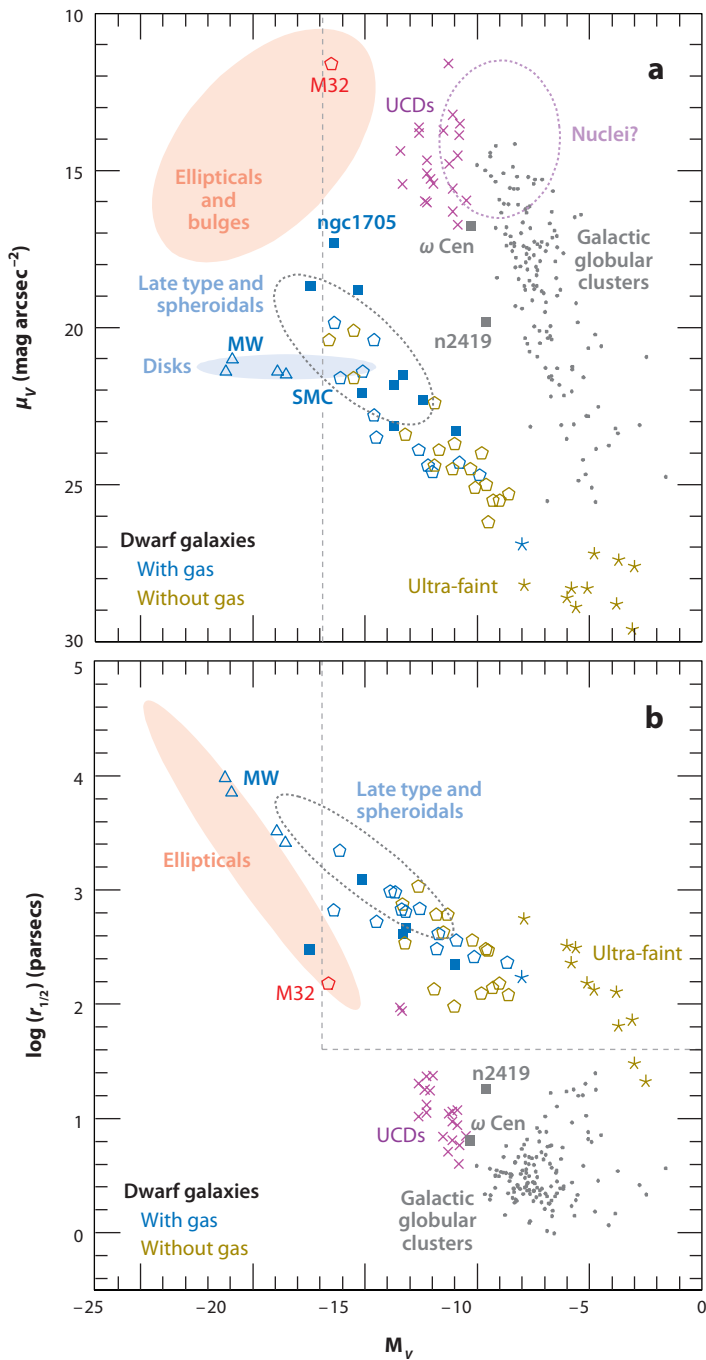 10
15
20
25
30
μV (mag arcsec−2)
a
M32
UCDs
Nuclei?
Ellipticals
and
bulges
ngc1705
ω Cen
Galactic
globular
clusters
Late type and
spheroidals
n2419
MW
Disks
SMC
Dwarf galaxies
With gas
Without gas
Ultra-faint
5
4
3
2
1
0
log (r1/2) (parsecs)
b
MW
Late type and
spheroidals
Ellipticals
Ultra-faint
M32
n2419
ω Cen
UCDs
Galactic
globular
clusters
Dwarf galaxies
With gas
Without gas
−25
−20
−15
−10
−5
0
MV